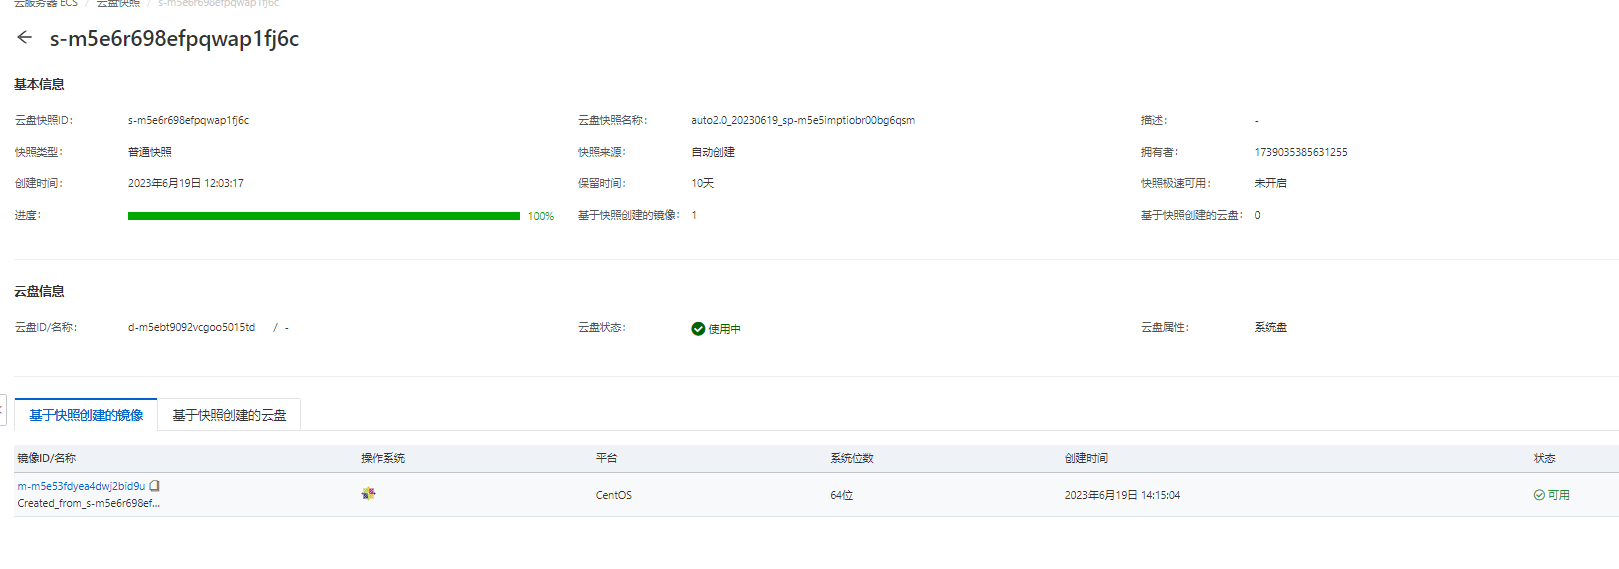 云服务器 ECS / 云盘快照 / s-m5e6r698efpqwap1fj6c
s-m5e6r698efpqwap1fj6c
基本信息
云盘快照ID： s-m5e6r698efpqwap1fj6c 云盘快照名称： auto2.0_20230619_sp-m5e5imptiobr00bg6qsm 描述： -
快照类型： 普通快照 快照来源： 自动创建 拥有者： 1739035385631255
创建时间： 2023年6月19日 12:03:17 保留时间： 10天 快照极速可用： 未开启
进度： 100% 基于快照创建的镜像： 1 基于快照创建的云盘： 0
云盘信息
云盘ID/名称： d-m5ebt9092vcgoo5015td / - 云盘状态： 使用中 云盘属性： 系统盘
基于快照创建的镜像 基于快照创建的云盘
镜像ID/名称 操作系统 平台 系统位数 创建时间 状态
m-m5e53fdyea4dwj2bid9u
Created_from_s-m5e6r698ef... CentOS 64位 2023年6月19日 14:15:04 可用